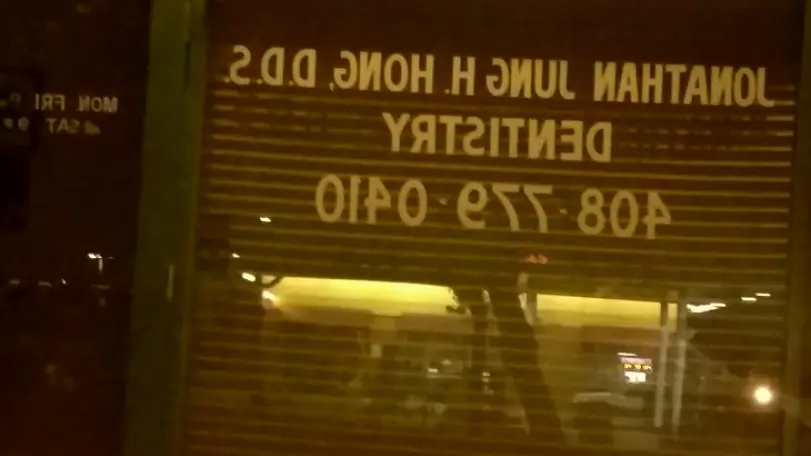 JONATHAN JUNG H. HONG, D.D.S.
DENTISTRY
408·779·0410
MON. FRI.
SAT